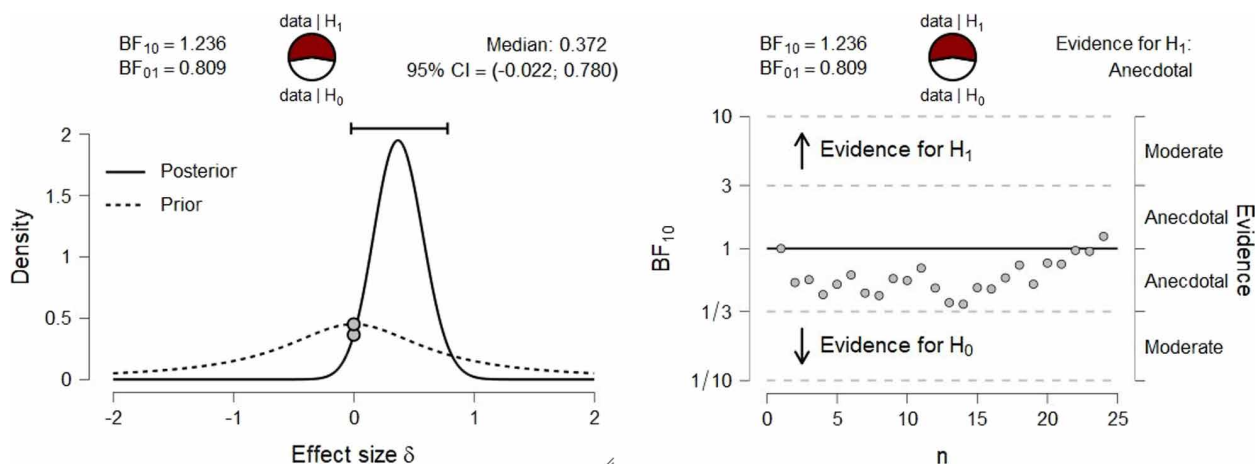 data | H₁
BF₁₀ = 1.236
BF₀₁ = 0.809
data | H₀
Median: 0.372
95% CI = (-0.022; 0.780)
Posterior
Prior
Density
2
1.5
1
0.5
0
-2
-1
0
1
2
Effect size δ
data | H₁
BF₁₀ = 1.236
BF₀₁ = 0.809
data | H₀
Evidence for H₁:
Anecdotal
BF₁₀
10
3
1
1/3
1/10
Evidence for H₁
Evidence for H₀
Moderate
Anecdotal
Anecdotal
Moderate
Evidence
0
5
10
15
20
25
n